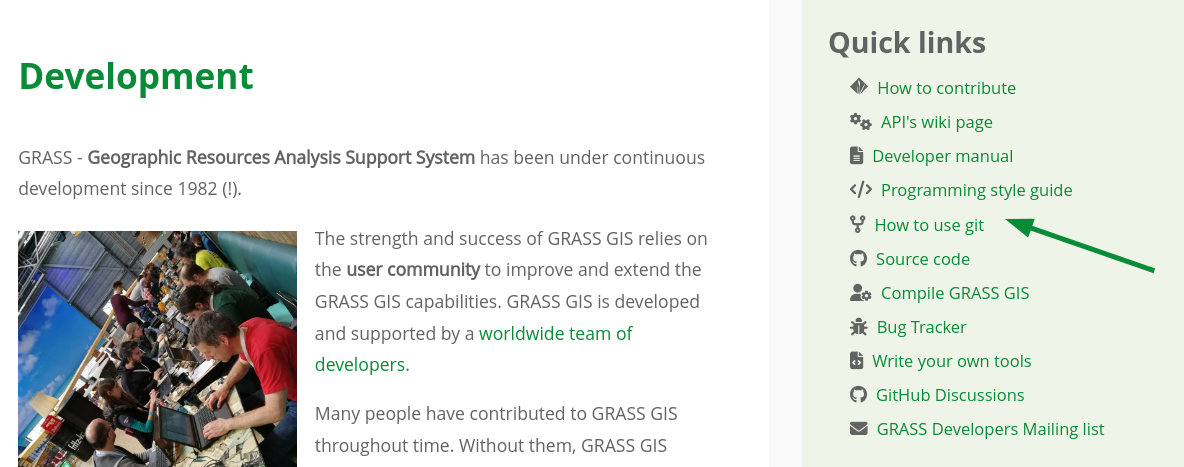 Development
GRASS - Geographic Resources Analysis Support System has been under continuous
development since 1982 (!).
The strength and success of GRASS GIS relies on
the user community to improve and extend the
GRASS GIS capabilities. GRASS GIS is developed
and supported by a worldwide team of
developers.
Many people have contributed to GRASS GIS
throughout time. Without them, GRASS GIS
Quick links
How to contribute
API's wiki page
Developer manual
Programming style guide
How to use git
Source code
Compile GRASS GIS
Bug Tracker
Write your own tools
GitHub Discussions
GRASS Developers Mailing list